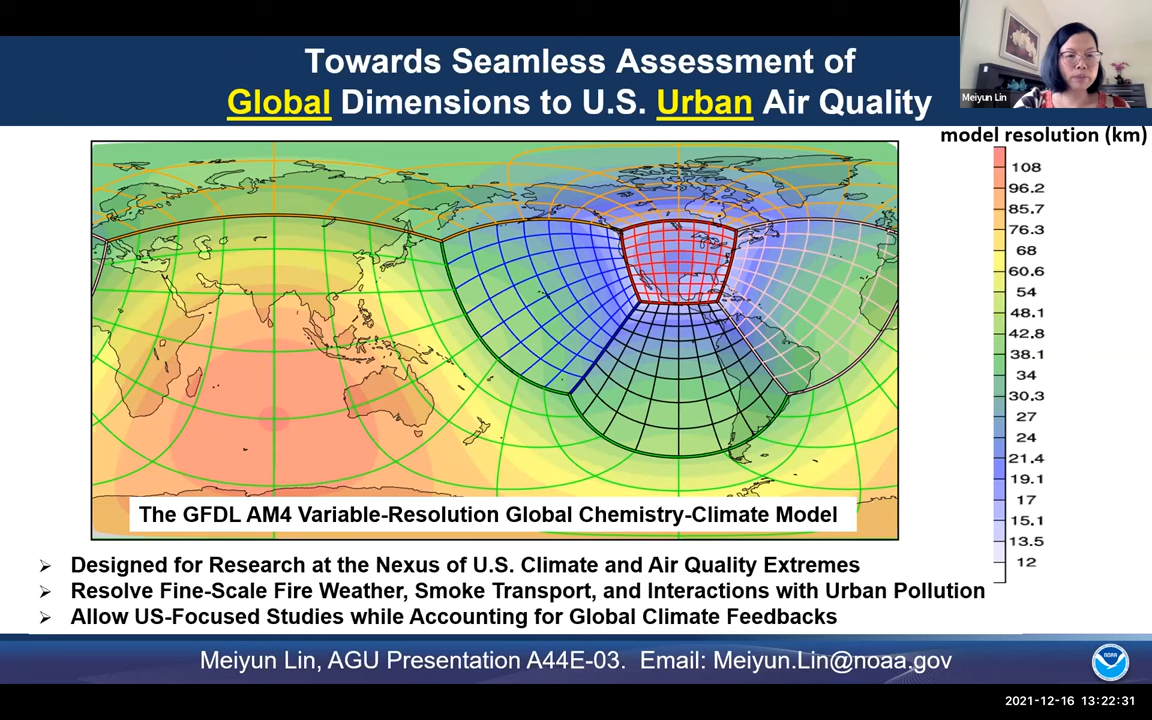 Towards Seamless Assessment of
Global Dimensions to U.S. Urban Air Quality
Meiyun Lin
model resolution (km)
108
96.2
85.7
76.3
68
60.6
54
48.1
42.8
38.1
34
30.3
27
24
21.4
19.1
17
15.1
13.5
12
The GFDL AM4 Variable-Resolution Global Chemistry-Climate Model
➢ Designed for Research at the Nexus of U.S. Climate and Air Quality Extremes
➢ Resolve Fine-Scale Fire Weather, Smoke Transport, and Interactions with Urban Pollution
➢ Allow US-Focused Studies while Accounting for Global Climate Feedbacks
Meiyun Lin, AGU Presentation A44E-03. Email: Meiyun.Lin@noaa.gov
NOAA
2021-12-16 13:22:31